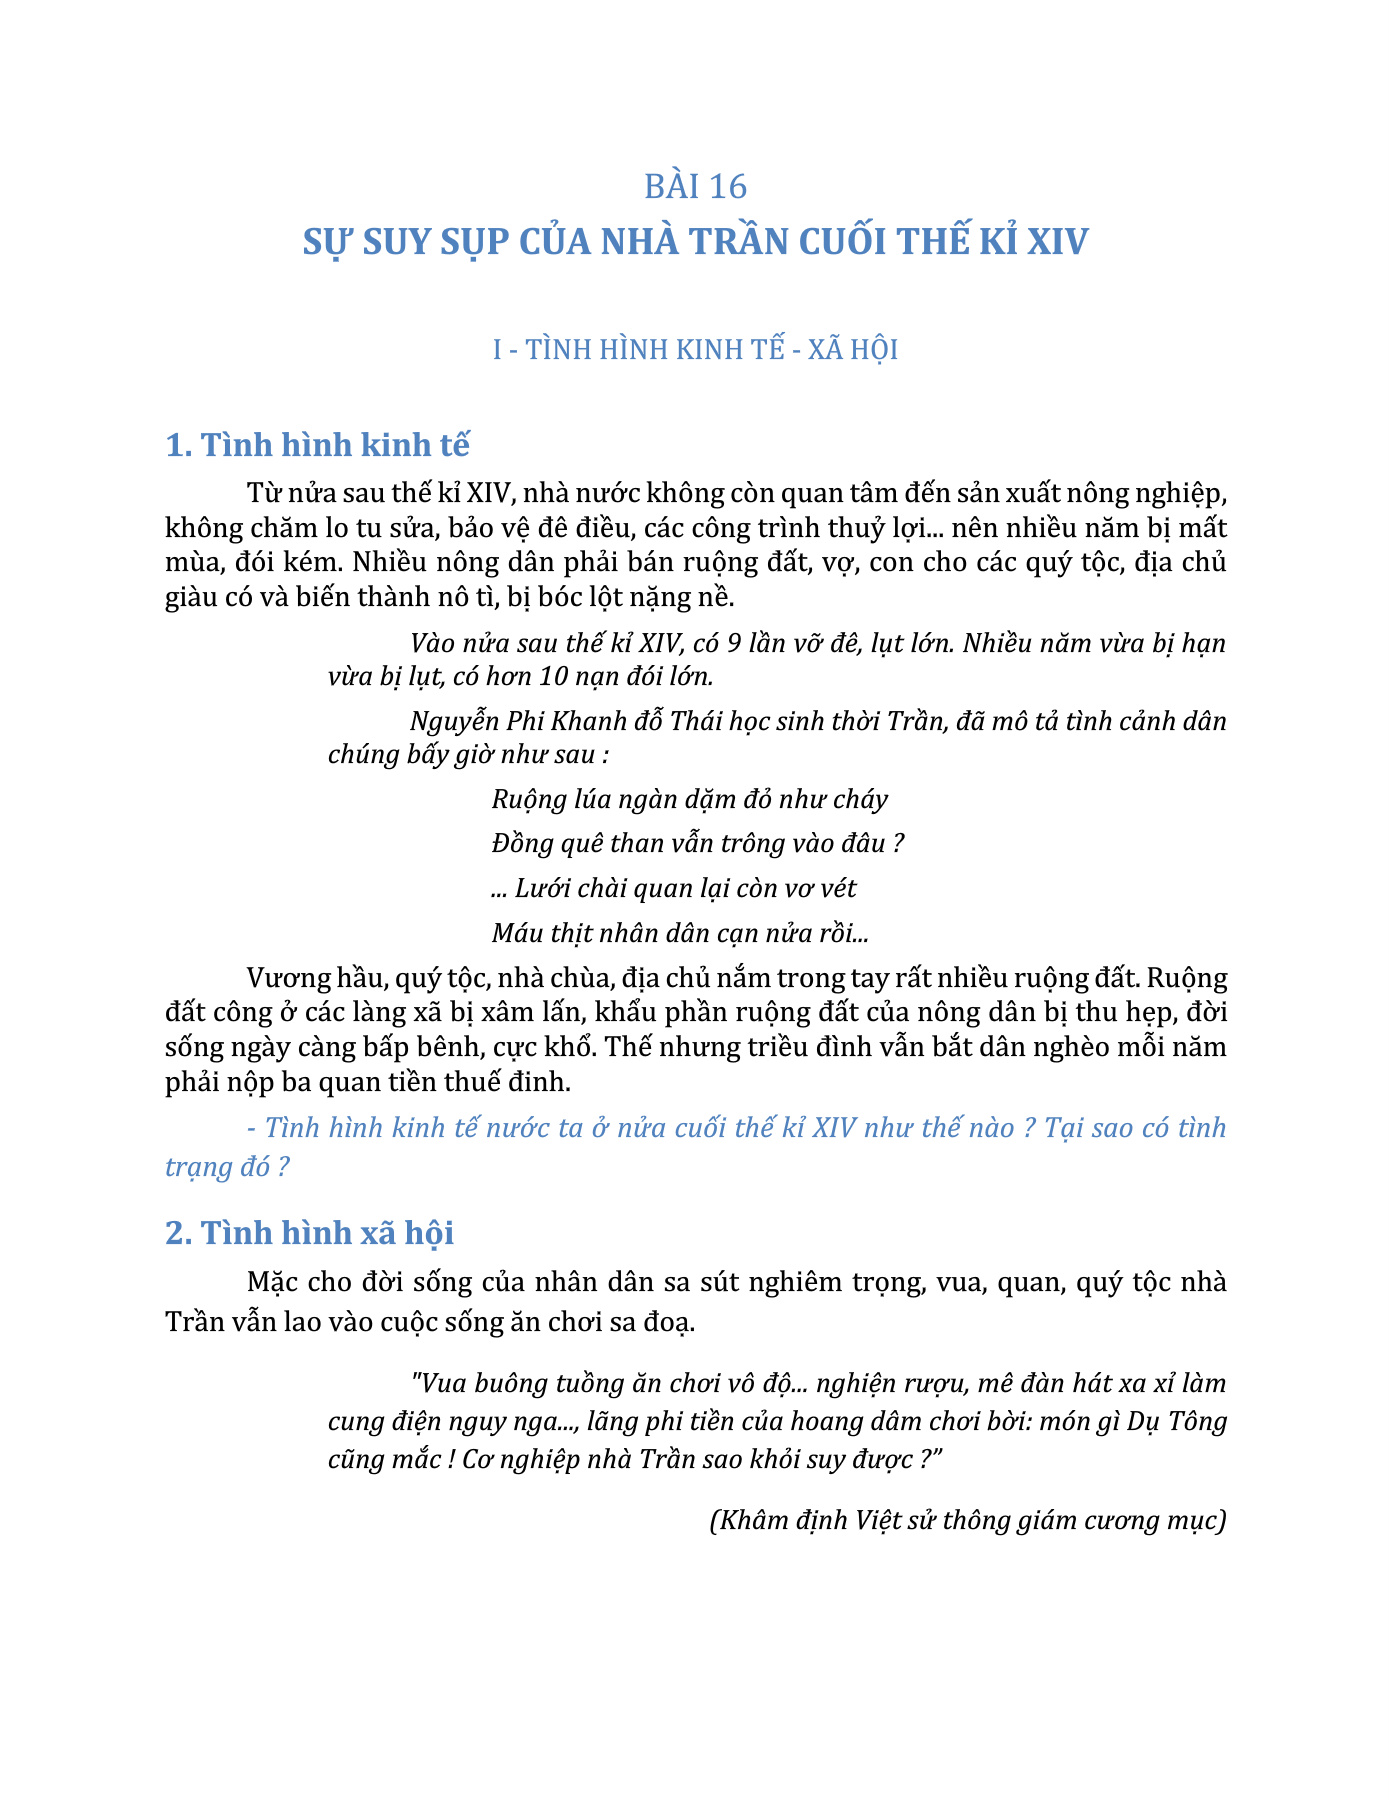 BÀI 16
SỰ SUY SỤP CỦA NHÀ TRẦN CUỐI THẾ KỈ XIV
I - TÌNH HÌNH KINH TẾ - XÃ HỘI
1. Tình hình kinh tế
Từ nửa sau thế kỉ XIV, nhà nước không còn quan tâm đến sản xuất nông nghiệp,
không chăm lo tu sửa, bảo vệ đê điều, các công trình thuỷ lợi... nên nhiều năm bị mất
mùa, đói kém. Nhiều nông dân phải bán ruộng đất, vợ, con cho các quý tộc, địa chủ
giàu có và biến thành nô tì, bị bóc lột nặng nề.
Vào nửa sau thế kỉ XIV, có 9 lần vỡ đê, lụt lớn. Nhiều năm vừa bị hạn
vừa bị lụt, có hơn 10 nạn đói lớn.
Nguyễn Phi Khanh đỗ Thái học sinh thời Trần, đã mô tả tình cảnh dân
chúng bấy giờ như sau :
Ruộng lúa ngàn dặm đỏ như cháy
Đồng quê than vẫn trông vào đâu ?
... Lưới chài quan lại còn vơ vét
Máu thịt nhân dân cạn nửa rồi...
Vương hầu, quý tộc, nhà chùa, địa chủ nắm trong tay rất nhiều ruộng đất. Ruộng
đất công ở các làng xã bị xâm lấn, khẩu phần ruộng đất của nông dân bị thu hẹp, đời
sống ngày càng bấp bênh, cực khổ. Thế nhưng triều đình vẫn bắt dân nghèo mỗi năm
phải nộp ba quan tiền thuế đinh.
- Tình hình kinh tế nước ta ở nửa cuối thế kỉ XIV như thế nào ? Tại sao có tình
trạng đó ?
2. Tình hình xã hội
Mặc cho đời sống của nhân dân sa sút nghiêm trọng, vua, quan, quý tộc nhà
Trần vẫn lao vào cuộc sống ăn chơi sa đoạ.
"Vua buông tuồng ăn chơi vô độ... nghiện rượu, mê đàn hát xa xỉ làm
cung điện nguy nga..., lãng phi tiền của hoang dâm chơi bời: món gì Dụ Tông
cũng mắc ! Cơ nghiệp nhà Trần sao khỏi suy được ?”
(Khâm định Việt sử thông giám cương mục)